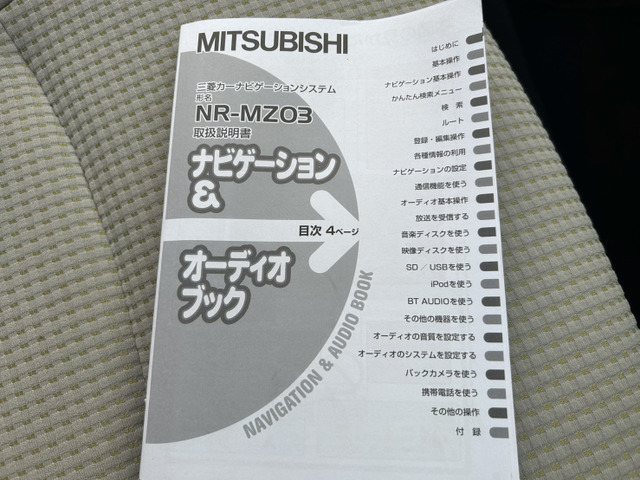 MITSUBISHI
三菱カーナビゲーションシステム
形名
NR-MZ03
取扱説明書
ナビゲーション
&
目次 4ページ
オーディオ
ブック
NAVIGATION & AUDIO BOOK
はじめに
基本操作
ナビゲーション基本操作
かんたん検索メニュー
検 索
ルート
登録・編集操作
各種情報の利用
ナビゲーションの設定
通信機能を使う
オーディオ基本操作
放送を受信する
音楽ディスクを使う
映像ディスクを使う
SD／USBを使う
iPodを使う
BT AUDIOを使う
その他の機器を使う
オーディオの音質を設定する
オーディオのシステムを設定する
バックカメラを使う
携帯電話を使う
その他の操作
付 録